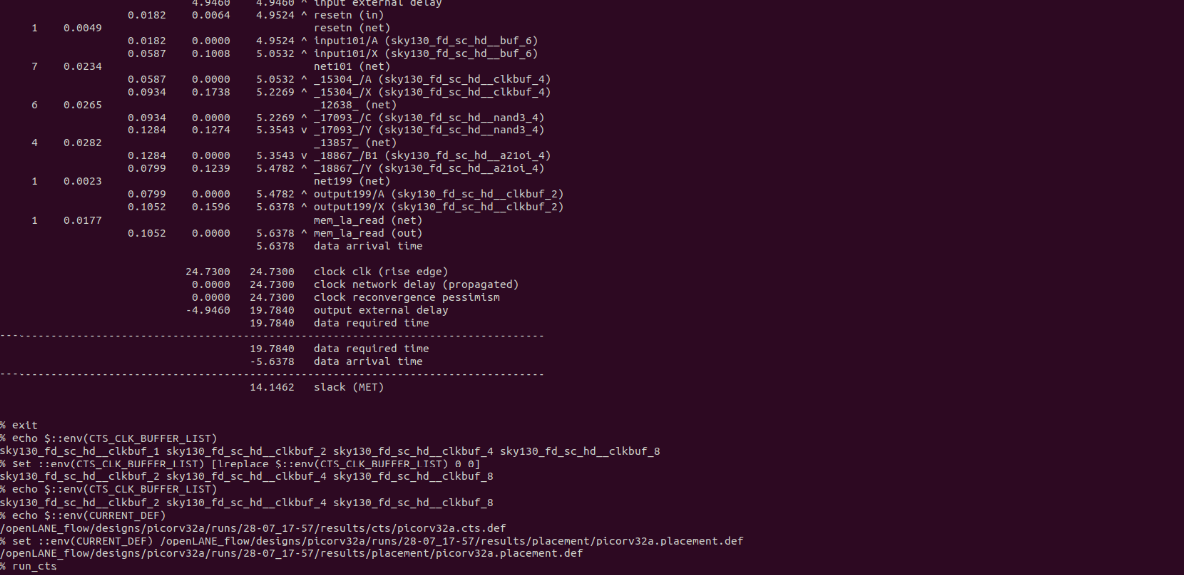 4.9460 4.9460 ^ input external delay
0.0182 0.0064 4.9524 ^ resetn (in)
1 0.0049 resetn (net)
0.0182 0.0000 4.9524 ^ input101/A (sky130_fd_sc_hd__buf_6)
0.0587 0.1008 5.0532 ^ input101/X (sky130_fd_sc_hd__buf_6)
7 0.0234 net101 (net)
0.0587 0.0000 5.0532 ^ _15304_/A (sky130_fd_sc_hd__clkbuf_4)
0.0934 0.1738 5.2269 ^ _15304_/X (sky130_fd_sc_hd__clkbuf_4)
6 0.0265 _12638_ (net)
0.0934 0.0000 5.2269 ^ _17093_/C (sky130_fd_sc_hd__nand3_4)
0.1284 0.1274 5.3543 v _17093_/Y (sky130_fd_sc_hd__nand3_4)
4 0.0282 _13857_ (net)
0.1284 0.0000 5.3543 v _18867_/B1 (sky130_fd_sc_hd__a21oi_4)
0.0799 0.1239 5.4782 ^ _18867_/Y (sky130_fd_sc_hd__a21oi_4)
1 0.0023 net199 (net)
0.0799 0.0000 5.4782 ^ output199/A (sky130_fd_sc_hd__clkbuf_2)
0.1052 0.1596 5.6378 ^ output199/X (sky130_fd_sc_hd__clkbuf_2)
1 0.0177 mem_la_read (net)
0.1052 0.0000 5.6378 ^ mem_la_read (out)
5.6378 data arrival time
24.7300 24.7300 clock clk (rise edge)
0.0000 24.7300 clock network delay (propagated)
0.0000 24.7300 clock reconvergence pessimism
-4.9460 19.7840 output external delay
19.7840 data required time
-------------------------------------------------------------------------------------
19.7840 data required time
-5.6378 data arrival time
-------------------------------------------------------------------------------------
14.1462 slack (MET)
% exit
% echo $::env(CTS_CLK_BUFFER_LIST)
sky130_fd_sc_hd__clkbuf_1 sky130_fd_sc_hd__clkbuf_2 sky130_fd_sc_hd__clkbuf_4 sky130_fd_sc_hd__clkbuf_8
% set ::env(CTS_CLK_BUFFER_LIST) [lreplace $::env(CTS_CLK_BUFFER_LIST) 0 0]
sky130_fd_sc_hd__clkbuf_2 sky130_fd_sc_hd__clkbuf_4 sky130_fd_sc_hd__clkbuf_8
% echo $::env(CTS_CLK_BUFFER_LIST)
sky130_fd_sc_hd__clkbuf_2 sky130_fd_sc_hd__clkbuf_4 sky130_fd_sc_hd__clkbuf_8
% echo $::env(CURRENT_DEF)
/openLANE_flow/designs/picorv32a/runs/28-07_17-57/results/cts/picorv32a.cts.def
% set ::env(CURRENT_DEF) /openLANE_flow/designs/picorv32a/runs/28-07_17-57/results/placement/picorv32a.placement.def
/openLANE_flow/designs/picorv32a/runs/28-07_17-57/results/placement/picorv32a.placement.def
% run_cts